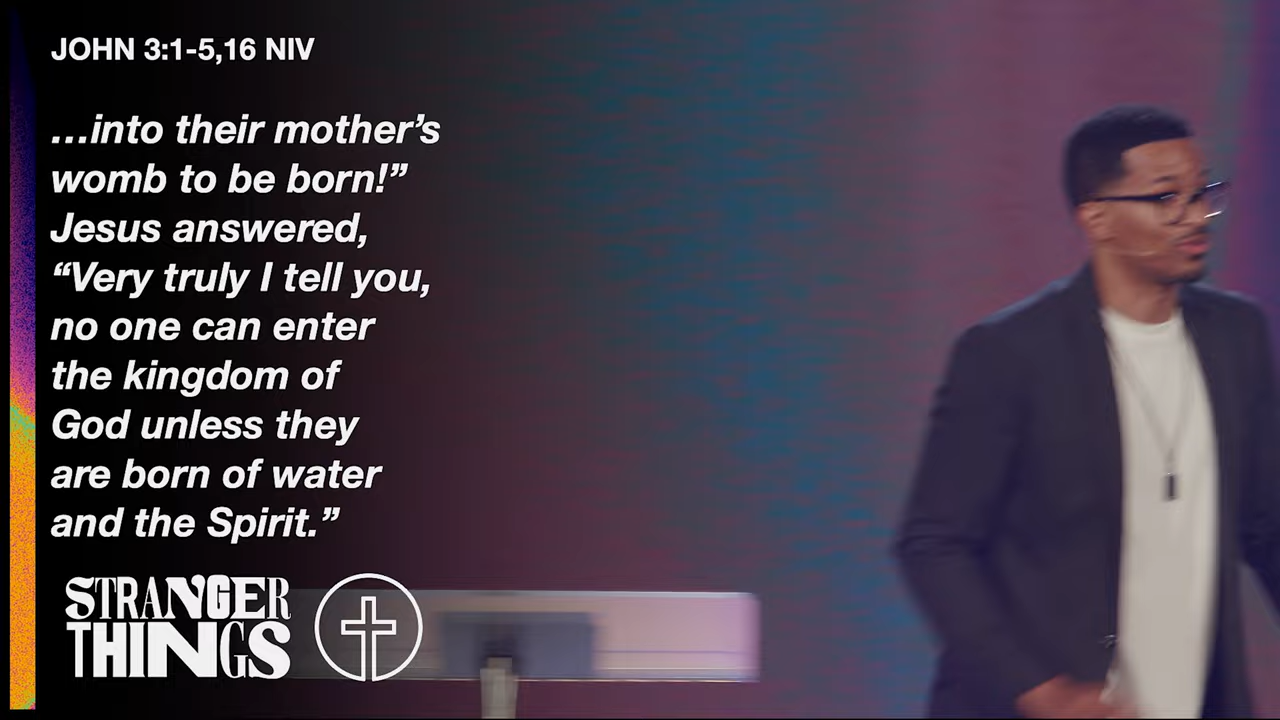 JOHN 3:1-5,16 NIV
...into their mother’s
womb to be born!”
Jesus answered,
“Very truly I tell you,
no one can enter
the kingdom of
God unless they
are born of water
and the Spirit.”
STRANGER
THINGS